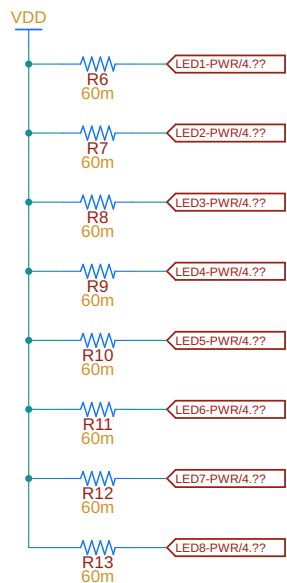 VDD
LED1-PWR/4.??
R6
60m
LED2-PWR/4.??
R7
60m
LED3-PWR/4.??
R8
60m
LED4-PWR/4.??
R9
60m
LED5-PWR/4.??
R10
60m
LED6-PWR/4.??
R11
60m
LED7-PWR/4.??
R12
60m
LED8-PWR/4.??
R13
60m